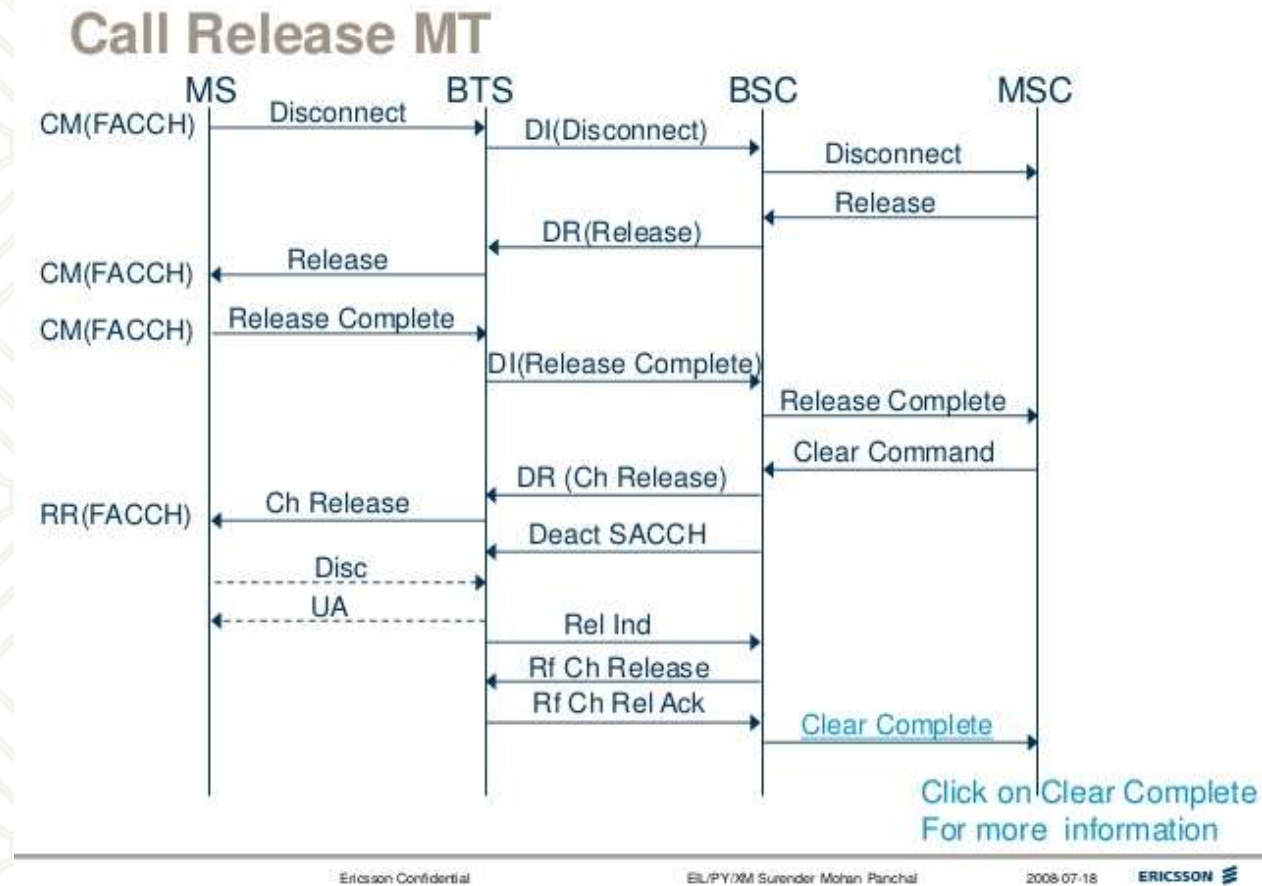 Call Release MT
MS BTS BSC MSC
CM(FACCH) Disconnect
DI(Disconnect)
Disconnect
Release
DR(Release)
CM(FACCH) Release
CM(FACCH) Release Complete
DI(Release Complete)
Release Complete
Clear Command
DR (Ch Release)
RR(FACCH) Ch Release
Deact SACCH
Disc
UA
Rel Ind
Rf Ch Release
Rf Ch Rel Ack
Clear Complete
Click on Clear Complete
For more information
Ericsson Confidential EIL/PY/XM Surender Mohan Panchal 2008-07-18 ERICSSON